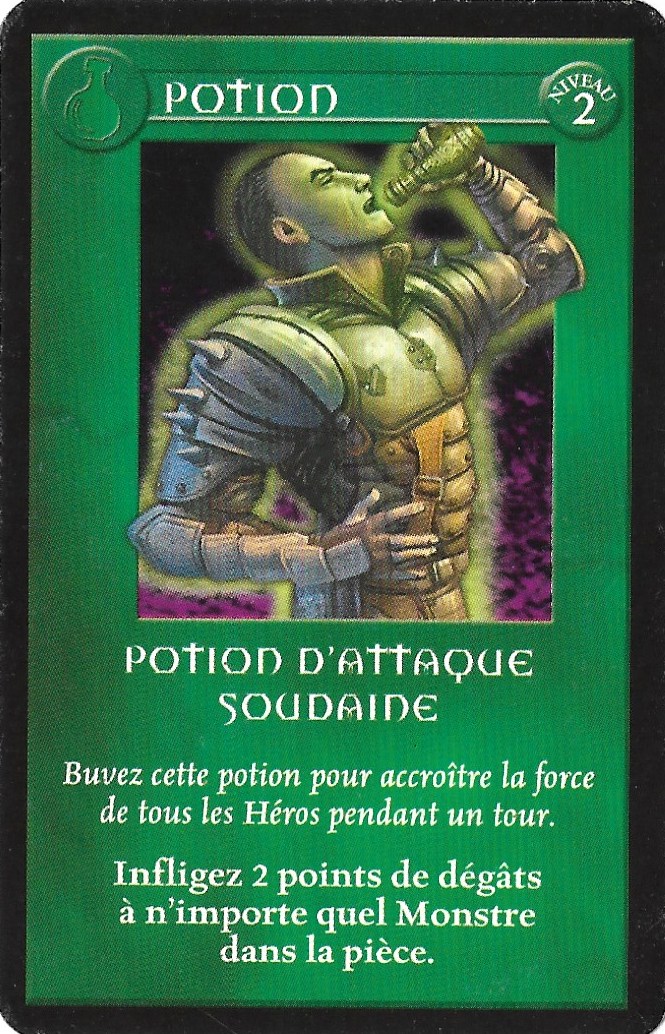 POTION
NIVEAU
2
POTION D'ATTAQUE
SOUDAINE
Buvez cette potion pour accroître la force
de tous les Héros pendant un tour.
Infligez 2 points de dégâts
à n'importe quel Monstre
dans la pièce.